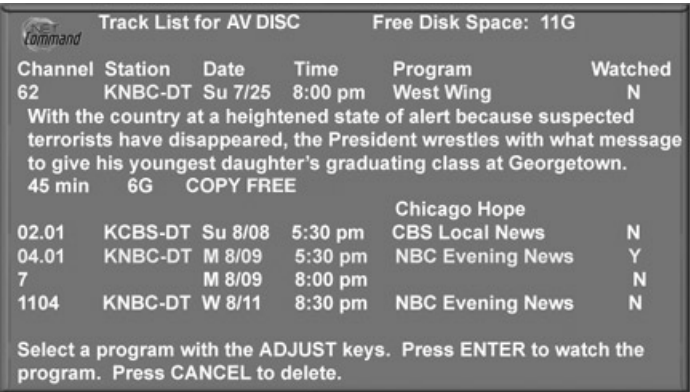 NET Command Track List for AV DISC Free Disk Space: 11G
Channel Station Date Time Program Watched
62 KNBC-DT Su 7/25 8:00 pm West Wing N
With the country at a heightened state of alert because suspected
terrorists have disappeared, the President wrestles with what message
to give his youngest daughter's graduating class at Georgetown.
45 min 6G COPY FREE
Chicago Hope
02.01 KCBS-DT Su 8/08 5:30 pm CBS Local News N
04.01 KNBC-DT M 8/09 5:30 pm NBC Evening News Y
7 M 8/09 8:00 pm N
1104 KNBC-DT W 8/11 8:30 pm NBC Evening News N
Select a program with the ADJUST keys. Press ENTER to watch the
program. Press CANCEL to delete.